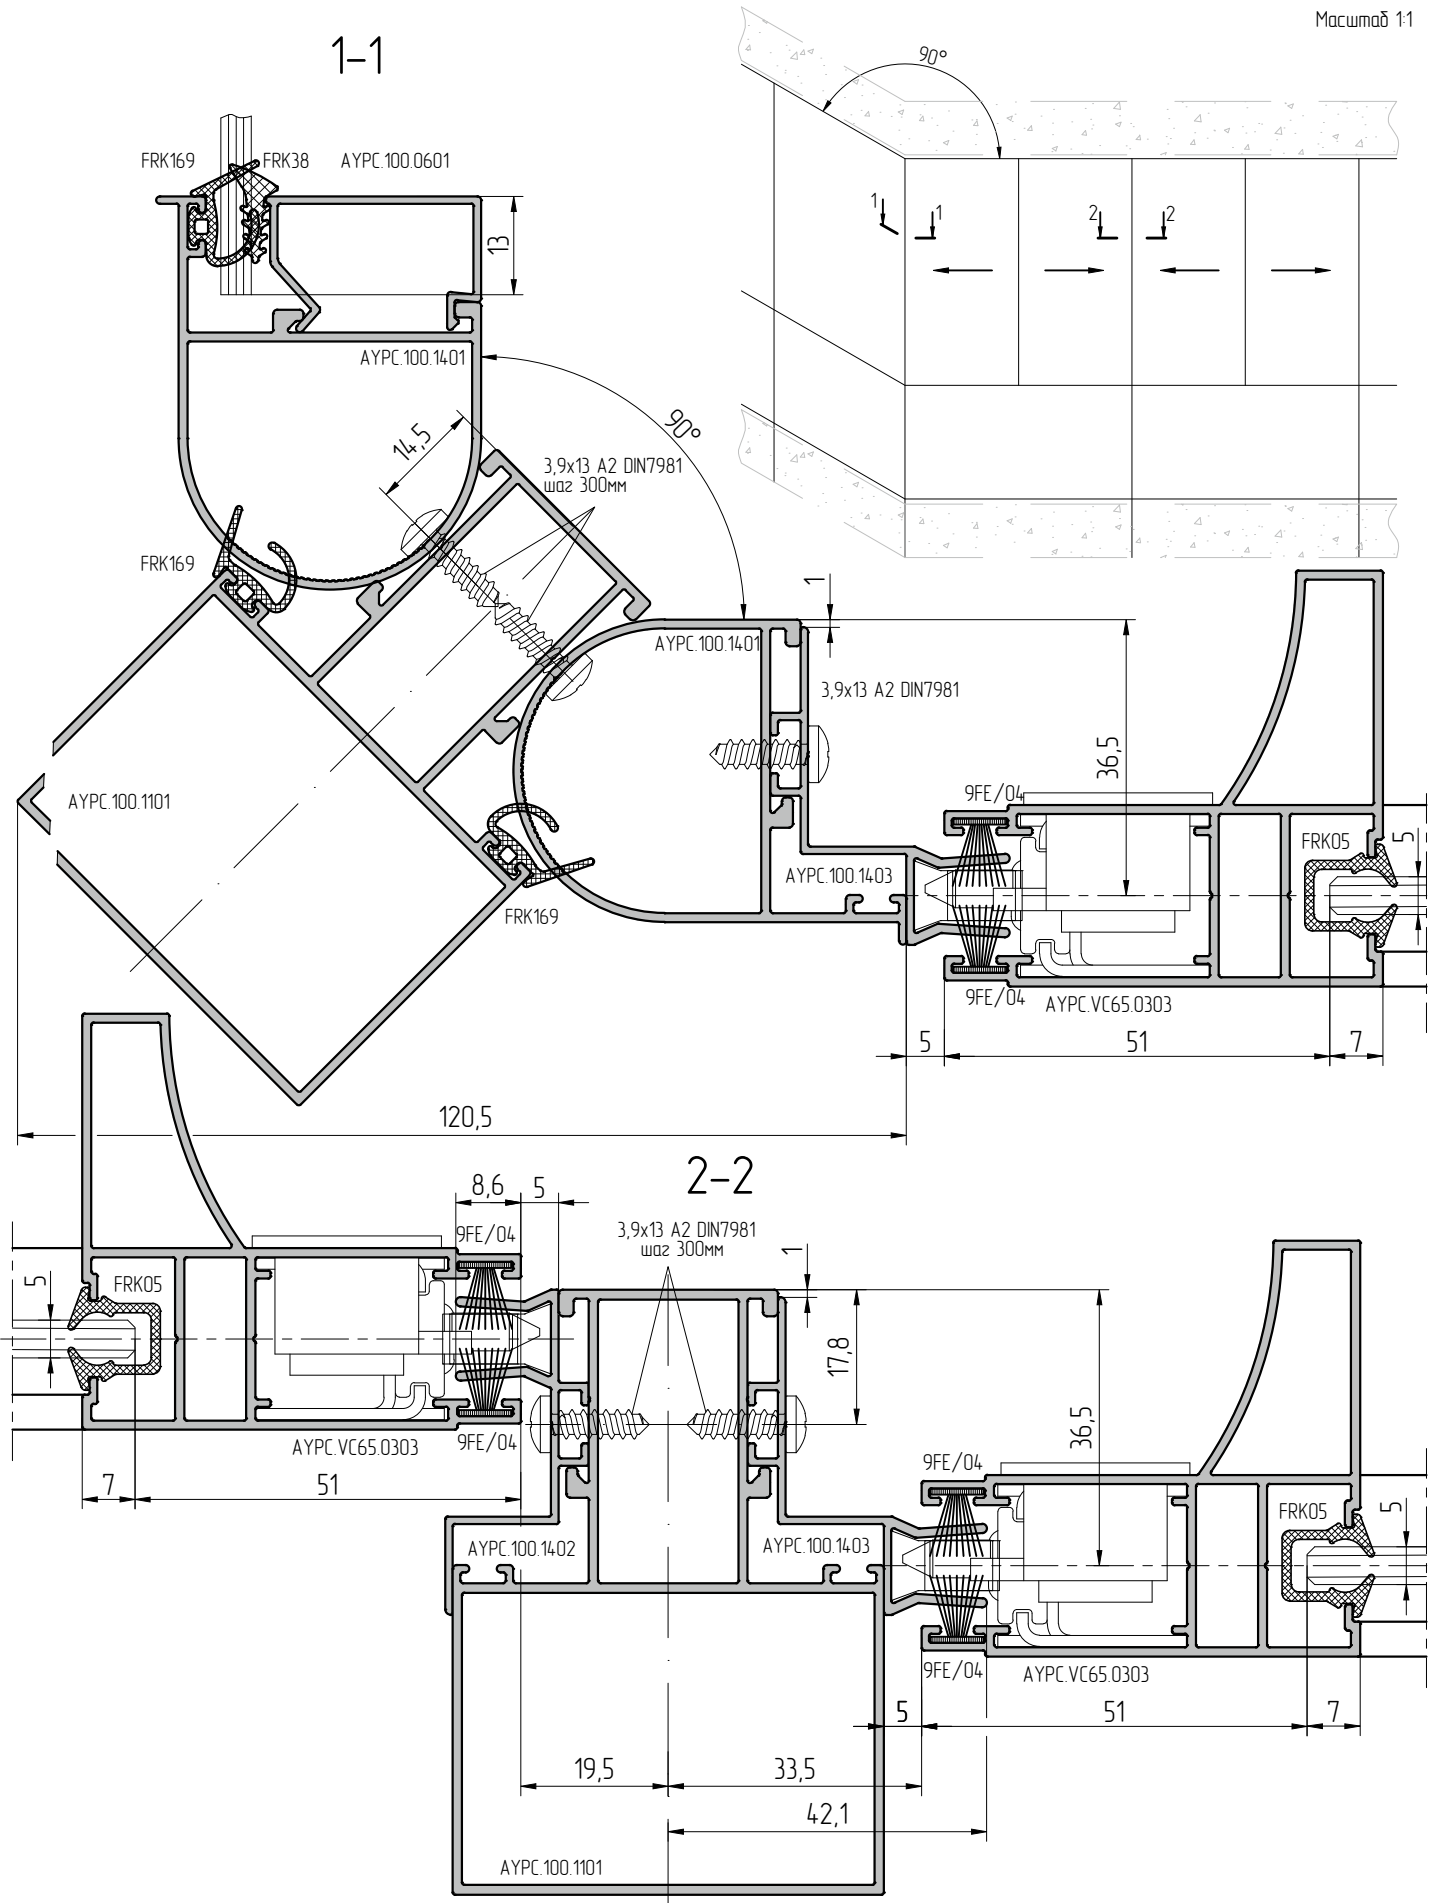 Масштаб 1:1
1-1
90°
FRK169
FRK38
AYPC.100.0601
13
1
1
2
2
AYPC.100.1401
90°
14,5
3,9x13 A2 DIN7981
шаг 300мм
FRK169
1
AYPC.100.1401
3,9x13 A2 DIN7981
36,5
AYPC.100.1101
9FE/04
FRK05
5
AYPC.100.1403
FRK169
9FE/04
AYPC.VC65.0303
5
51
7
120,5
2-2
8,6
5
3,9x13 A2 DIN7981
шаг 300мм
9FE/04
1
5
FRK05
17,8
36,5
AYPC.VC65.0303
9FE/04
9FE/04
7
51
FRK05
5
AYPC.100.1402
AYPC.100.1403
9FE/04
AYPC.VC65.0303
5
51
7
19,5
33,5
42,1
AYPC.100.1101